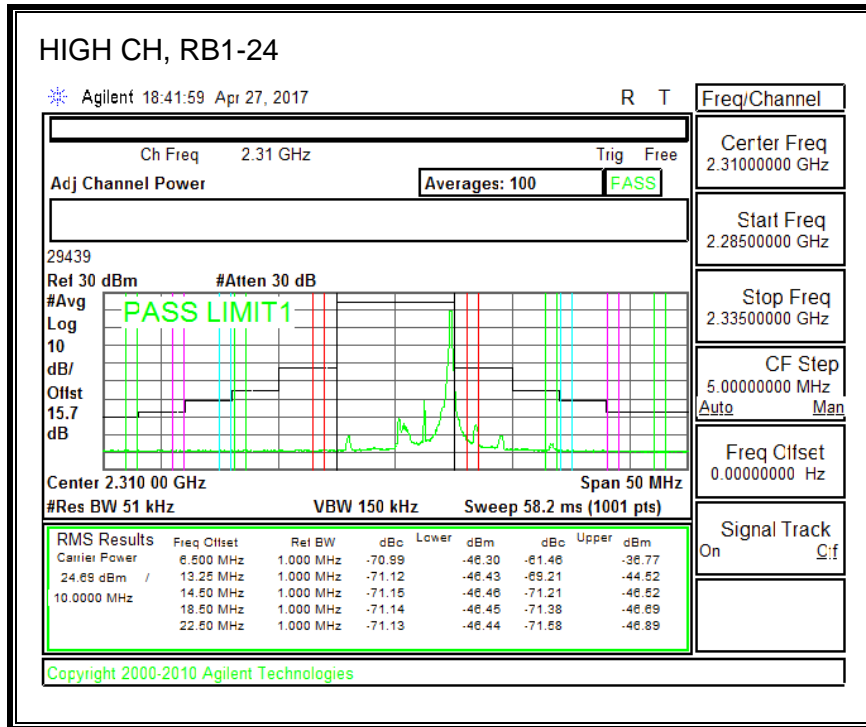 HIGH CH, RB1-24
Agilent 18:41:59 Apr 27, 2017 R T
Ch Freq 2.31 GHz Trig Free
Adj Channel Power Averages: 100 PASS
29439
Ref 30 dBm #Atten 30 dB
#Avg
Log
10
dB/
Offst
15.7
dB
PASS LIMIT1
Center 2.310 00 GHz Span 50 MHz
#Res BW 51 kHz VBW 150 kHz Sweep 58.2 ms (1001 pts)
RMS Results Freq Offset Ref BW dBc Lower dBm dBc Upper dBm
Carrier Power 6.500 MHz 1.000 MHz -70.99 -46.30 -61.46 -36.77
24.69 dBm / 13.25 MHz 1.000 MHz -71.12 -46.43 -69.21 -44.52
10.0000 MHz 14.50 MHz 1.000 MHz -71.15 -46.46 -71.21 -46.52
18.50 MHz 1.000 MHz -71.14 -46.45 -71.38 -46.69
22.50 MHz 1.000 MHz -71.13 -46.44 -71.58 -46.89
Copyright 2000-2010 Agilent Technologies
Freq/Channel
Center Freq
2.31000000 GHz
Start Freq
2.28500000 GHz
Stop Freq
2.33500000 GHz
CF Step
5.00000000 MHz
Auto Man
Freq Offset
0.00000000 Hz
Signal Track
On Off